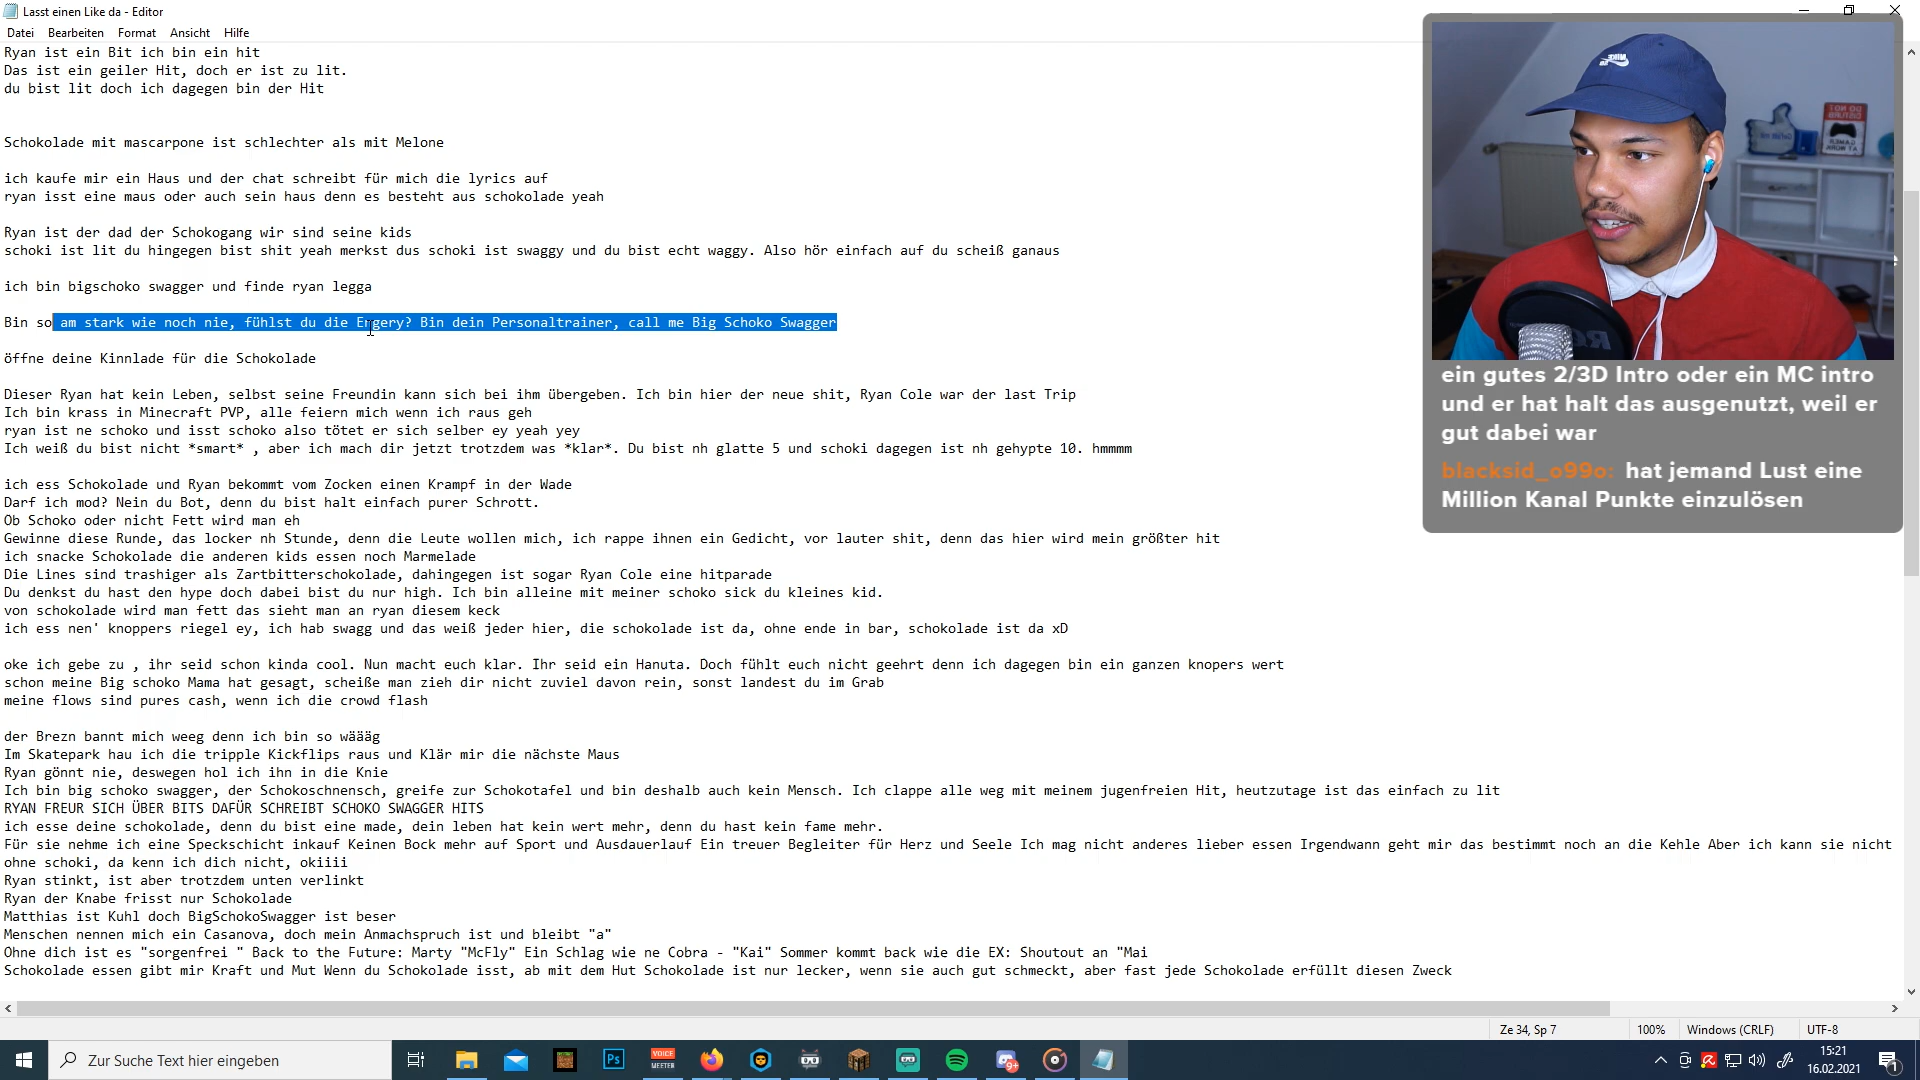 Lasst einen Like da - Editor
Datei Bearbeiten Format Ansicht Hilfe
Ryan ist ein Bit ich bin ein hit
Das ist ein geiler Hit, doch er ist zu lit.
du bist lit doch ich dagegen bin der Hit
Schokolade mit mascarpone ist schlechter als mit Melone
ich kaufe mir ein Haus und der chat schreibt für mich die lyrics auf
ryan isst eine maus oder auch sein haus denn es besteht aus schokolade yeah
Ryan ist der dad der Schokogang wir sind seine kids
schoki ist lit du hingegen bist shit yeah merkst dus schoki ist swaggy und du bist echt waggy. Also hör einfach auf du scheiß ganaus
ich bin bigschoko swagger und finde ryan legga
Bin so am stark wie noch nie, fühlst du die Engery? Bin dein Personaltrainer, call me Big Schoko Swagger
öffne deine Kinnlade für die Schokolade
Dieser Ryan hat kein Leben, selbst seine Freundin kann sich bei ihm übergeben. Ich bin hier der neue shit, Ryan Cole war der last Trip
Ich bin krass in Minecraft PVP, alle feiern mich wenn ich raus geh
ryan ist ne schoko und isst schoko also tötet er sich selber ey yeah yey
Ich weiß du bist nicht *smart* , aber ich mach dir jetzt trotzdem was *klar*. Du bist nh glatte 5 und schoki dagegen ist nh gehypte 10. hmmmm
ich ess Schokolade und Ryan bekommt vom Zocken einen Krampf in der Wade
Darf ich mod? Nein du Bot, denn du bist halt einfach purer Schrott.
Ob Schoko oder nicht Fett wird man eh
Gewinne diese Runde, das locker nh Stunde, denn die Leute wollen mich, ich rappe ihnen ein Gedicht, vor lauter shit, denn das hier wird mein größter hit
ich snacke Schokolade die anderen kids essen noch Marmelade
Die Lines sind trashiger als Zartbitterschokolade, dahingegen ist sogar Ryan Cole eine hitparade
Du denkst du hast den hype doch dabei bist du nur high. Ich bin alleine mit meiner schoko sick du kleines kid.
von schokolade wird man fett das sieht man an ryan diesem keck
ich ess nen' knoppers riegel ey, ich hab swagg und das weiß jeder hier, die schokolade ist da, ohne ende in bar, schokolade ist da xD
oke ich gebe zu , ihr seid schon kinda cool. Nun macht euch klar. Ihr seid ein Hanuta. Doch fühlt euch nicht geehrt denn ich dagegen bin ein ganzen knopers wert
schon meine Big schoko Mama hat gesagt, scheiße man zieh dir nicht zuviel davon rein, sonst landest du im Grab
meine flows sind pures cash, wenn ich die crowd flash
der Brezn bannt mich weeg denn ich bin so wäääg
Im Skatepark hau ich die tripple Kickflips raus und Klär mir die nächste Maus
Ryan gönnt nie, deswegen hol ich ihn in die Knie
Ich bin big schoko swagger, der Schokoschnensch, greife zur Schokotafel und bin deshalb auch kein Mensch. Ich clappe alle weg mit meinem jugenfreien Hit, heutzutage ist das einfach zu lit
RYAN FREUR SICH ÜBER BITS DAFÜR SCHREIBT SCHOKO SWAGGER HITS
ich esse deine schokolade, denn du bist eine made, dein leben hat kein wert mehr, denn du hast kein fame mehr.
Für sie nehme ich eine Speckschicht inkauf Keinen Bock mehr auf Sport und Ausdauerlauf Ein treuer Begleiter für Herz und Seele Ich mag nicht anderes lieber essen Irgendwann geht mir das bestimmt noch an die Kehle Aber ich kann sie nicht
ohne schoki, da kenn ich dich nicht, okiiii
Ryan stinkt, ist aber trotzdem unten verlinkt
Ryan der Knabe frisst nur Schokolade
Matthias ist Kuhl doch BigSchokoSwagger ist beser
Menschen nennen mich ein Casanova, doch mein Anmachspruch ist und bleibt "a"
Ohne dich ist es "sorgenfrei " Back to the Future: Marty "McFly" Ein Schlag wie ne Cobra - "Kai" Sommer kommt back wie die EX: Shoutout an "Mai
Schokolade essen gibt mir Kraft und Mut Wenn du Schokolade isst, ab mit dem Hut Schokolade ist nur lecker, wenn sie auch gut schmeckt, aber fast jede Schokolade erfüllt diesen Zweck
ein gutes 2/3D Intro oder ein MC intro
und er hat halt das ausgenutzt, weil er
gut dabei war
blacksid_o99o: hat jemand Lust eine
Million Kanal Punkte einzulösen
Ze 34, Sp 7 100% Windows (CRLF) UTF-8
Zur Suche Text hier eingeben
Ps
VOICE
MEETER
9+
15:21
16.02.2021
1